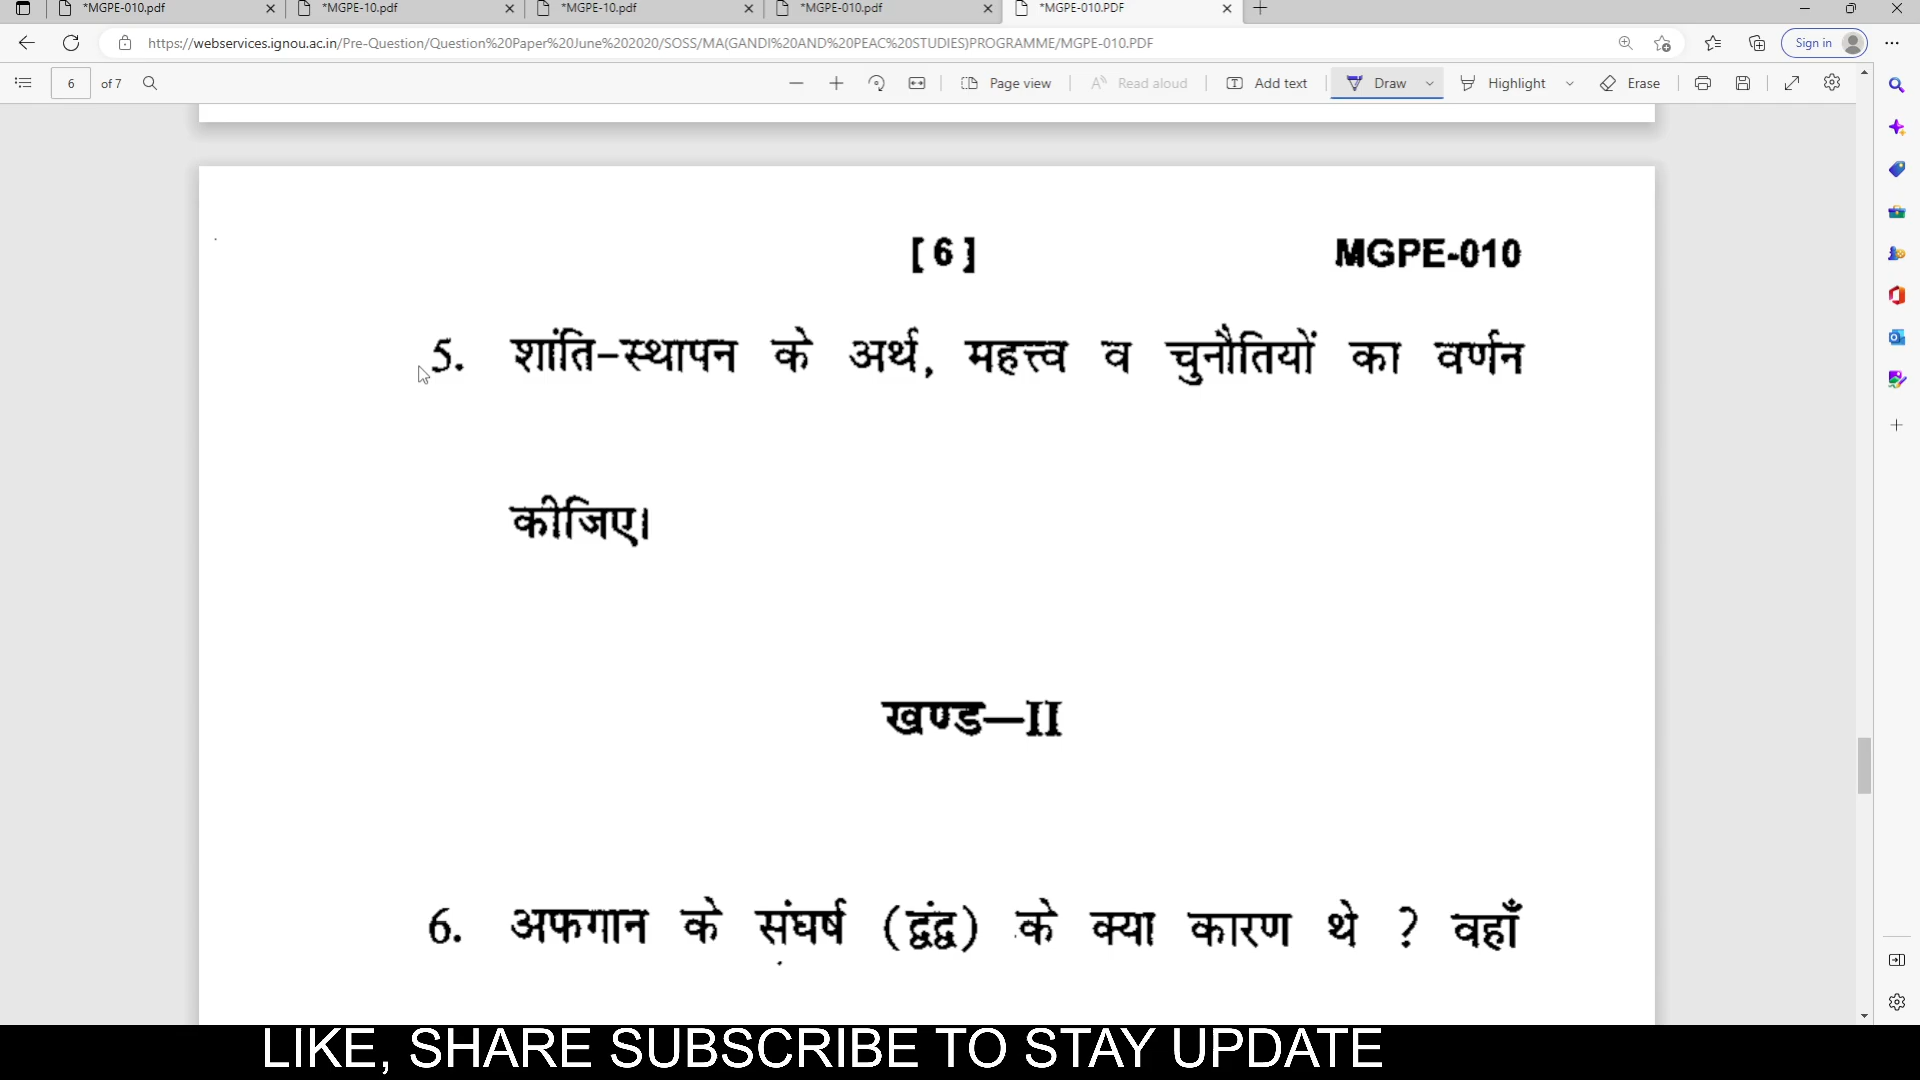 *MGPE-010.pdf
*MGPE-10.pdf
*MGPE-10.pdf
*MGPE-010.pdf
*MGPE-010.PDF
https://webservices.ignou.ac.in/Pre-Question/Question%20Paper%20June%202020/SOSS/MA(GANDI%20AND%20PEAC%20STUDIES)PROGRAMME/MGPE-010.PDF
Sign in
6 of 7
Page view
Read aloud
Add text
Draw
Highlight
Erase
[ 6 ] MGPE-010
5. शांति-स्थापन के अर्थ, महत्त्व व चुनौतियों का वर्णन
कीजिए।
खण्ड—II
6. अफगान के संघर्ष (द्वंद्व) के क्या कारण थे ? वहाँ
LIKE, SHARE SUBSCRIBE TO STAY UPDATE